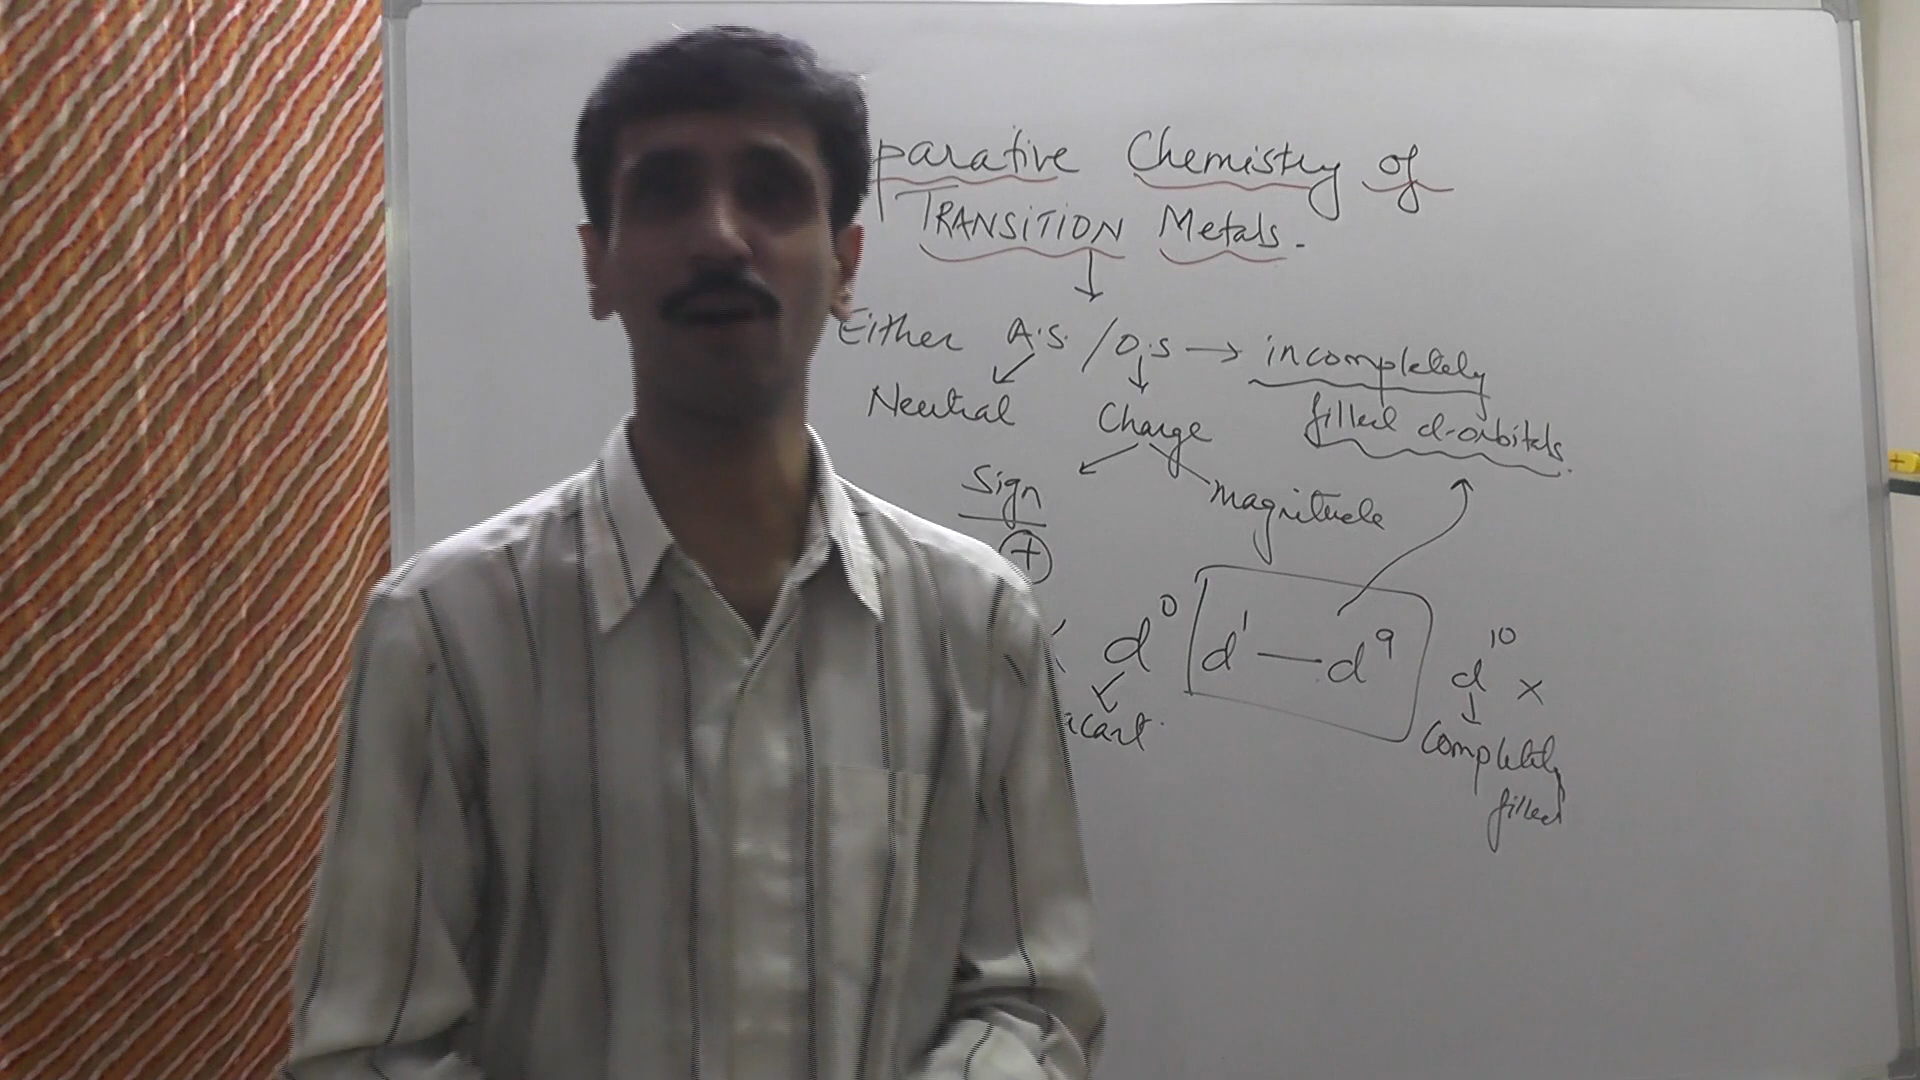 parative Chemistry of
TRANSITION Metals.
Either A.S. / O.S → incompletely
filled d-orbitals.
Neutral Charge
Sign magnitude
+
d⁰ d¹ — d⁹ d¹⁰ ×
acant. Completely
filled